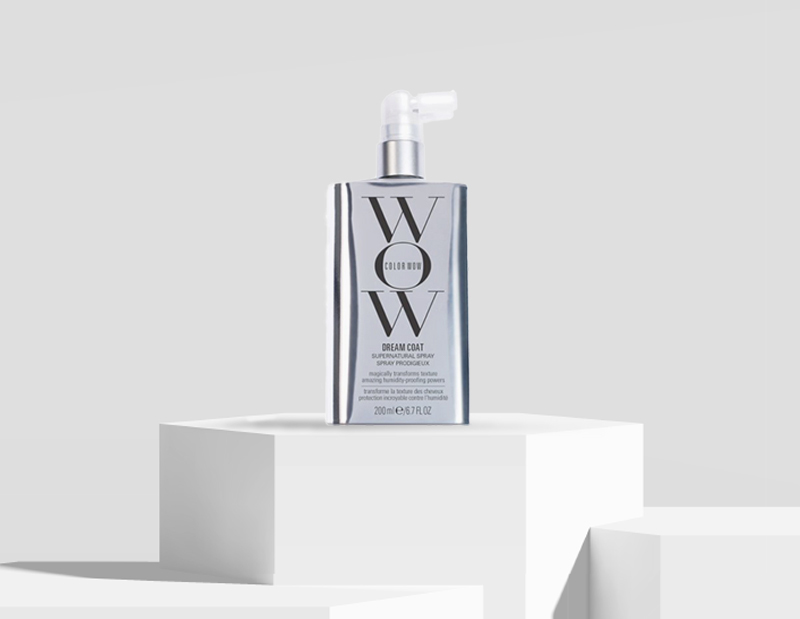 W
O
COLOR WOW
W
DREAM COAT
SUPERNATURAL SPRAY
SPRAY PRODIGIEUX
magically transforms texture
amazing humidity-proofing powers
transforme la texture des cheveux
protection incroyable contre l'humidité
200 ml ℮/6.7 FL.OZ